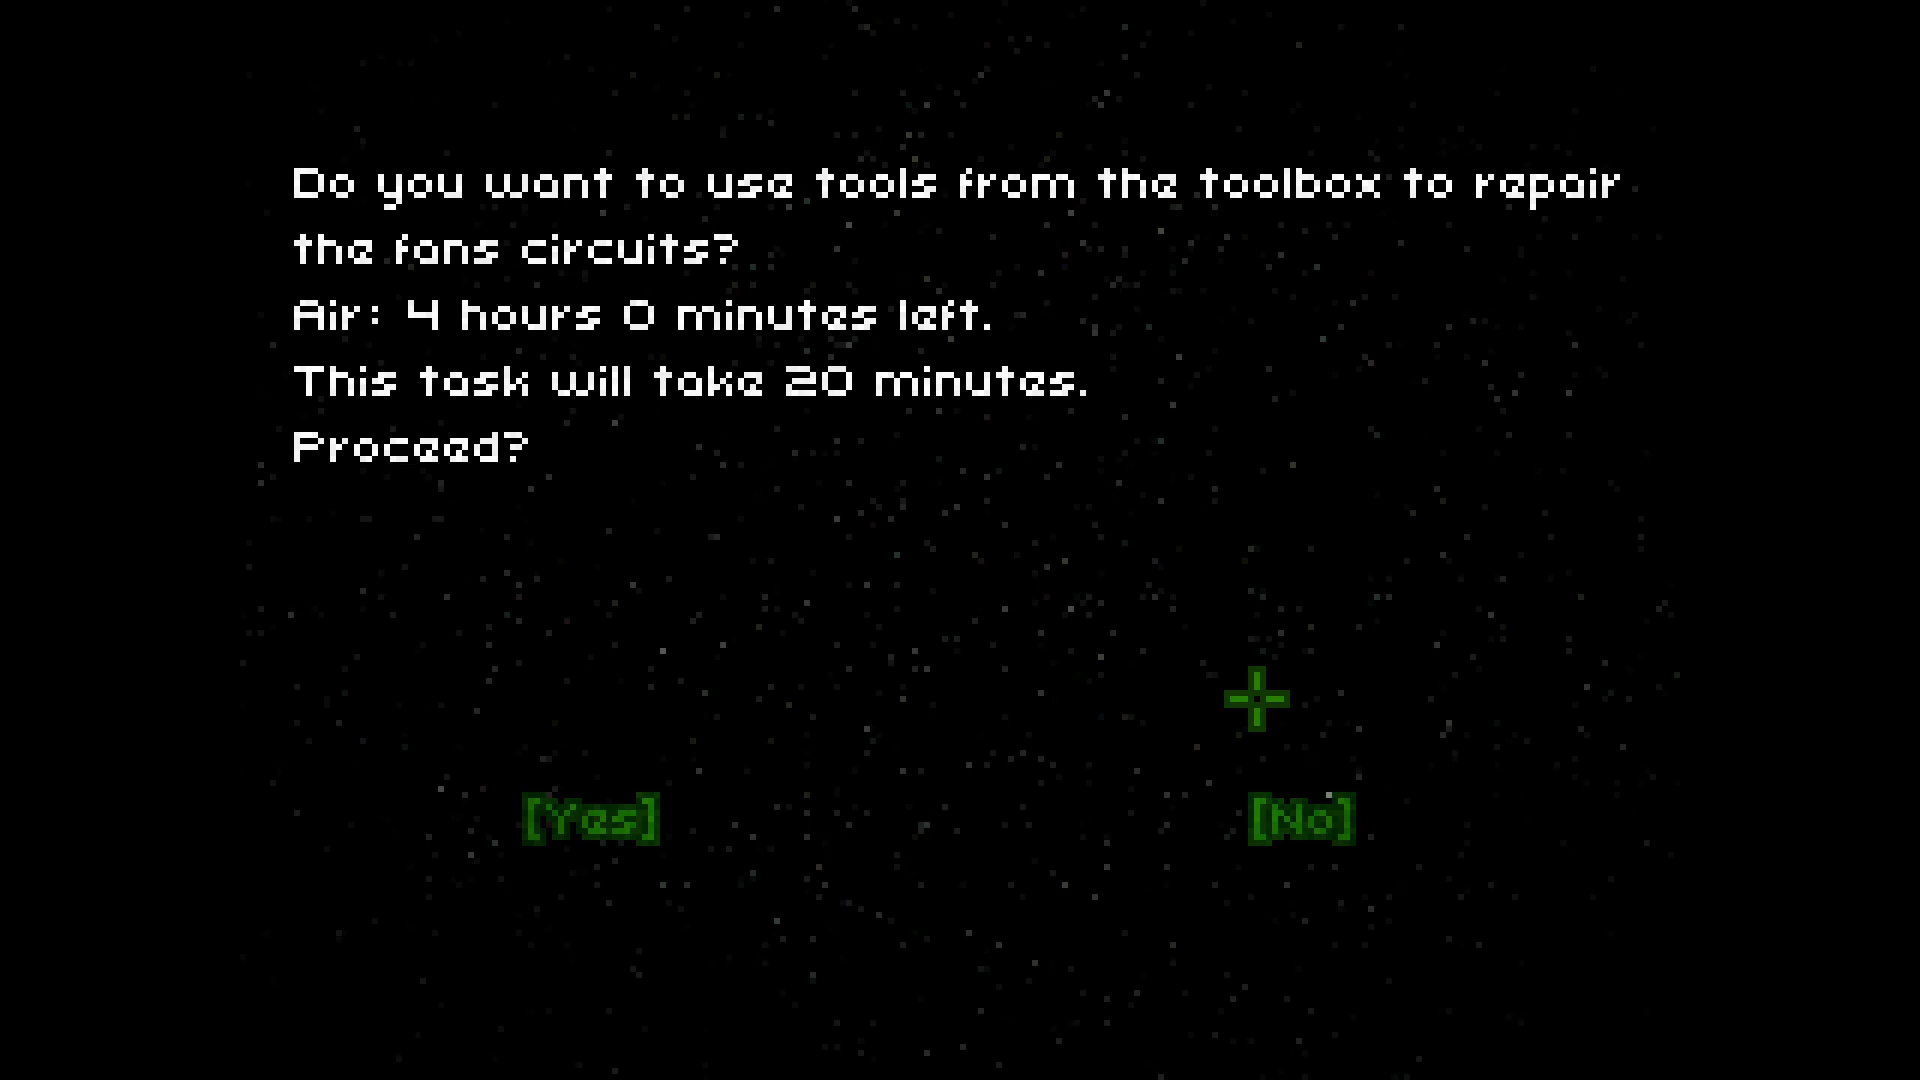 Do you want to use tools from the toolbox to repair
the fans circuits?
Air: 4 hours 0 minutes left.
This task will take 20 minutes.
Proceed?
[Yes] [No]